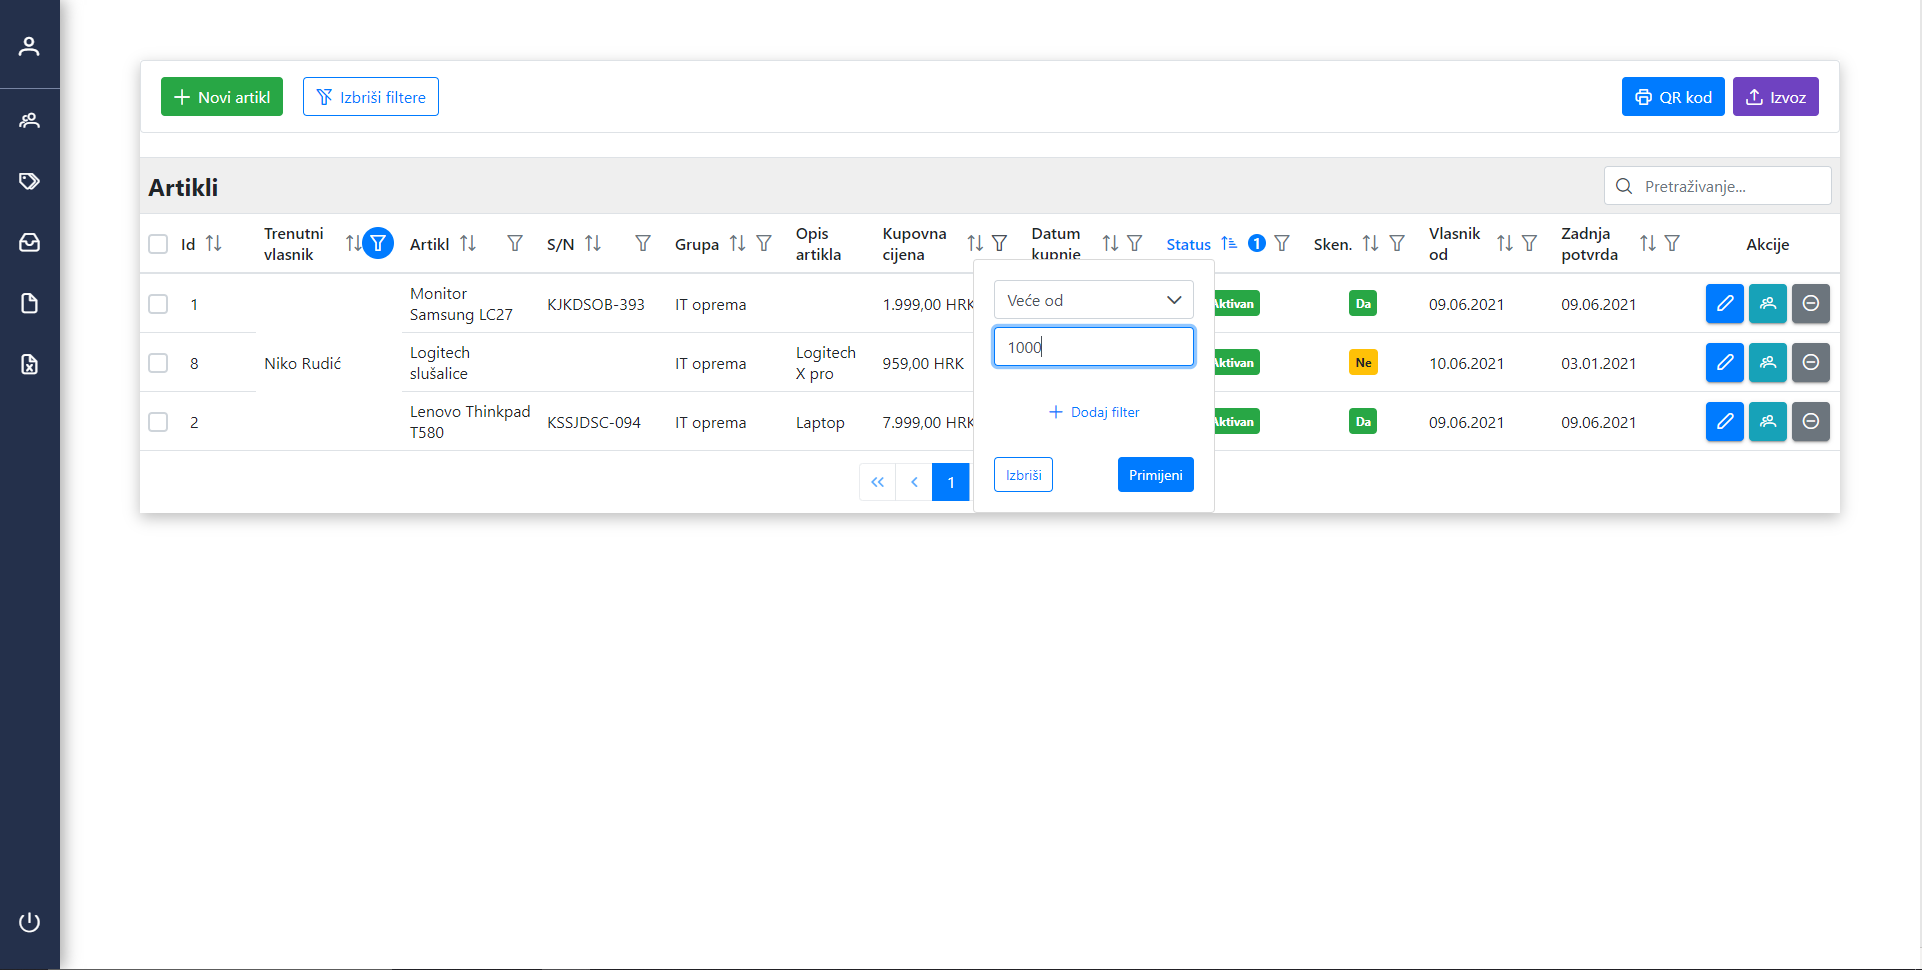 Novi artikl
Izbriši filtere
QR kod
Izvoz
Artikli
Pretraživanje...
Id
Trenutni
vlasnik
Artikl
S/N
Grupa
Opis
artikla
Kupovna
cijena
Datum
kupnje
Status
1
Sken.
Vlasnik
od
Zadnja
potvrda
Akcije
1
Monitor
Samsung LC27
KJKDSOB-393
IT oprema
1.999,00 HRK
Aktivan
Da
09.06.2021
09.06.2021
8
Niko Rudić
Logitech
slušalice
IT oprema
Logitech
X pro
959,00 HRK
Aktivan
Ne
10.06.2021
03.01.2021
2
Lenovo Thinkpad
T580
KSSJDSC-094
IT oprema
Laptop
7.999,00 HRK
Aktivan
Da
09.06.2021
09.06.2021
Veće od
1000
Dodaj filter
Izbriši
Primijeni
1